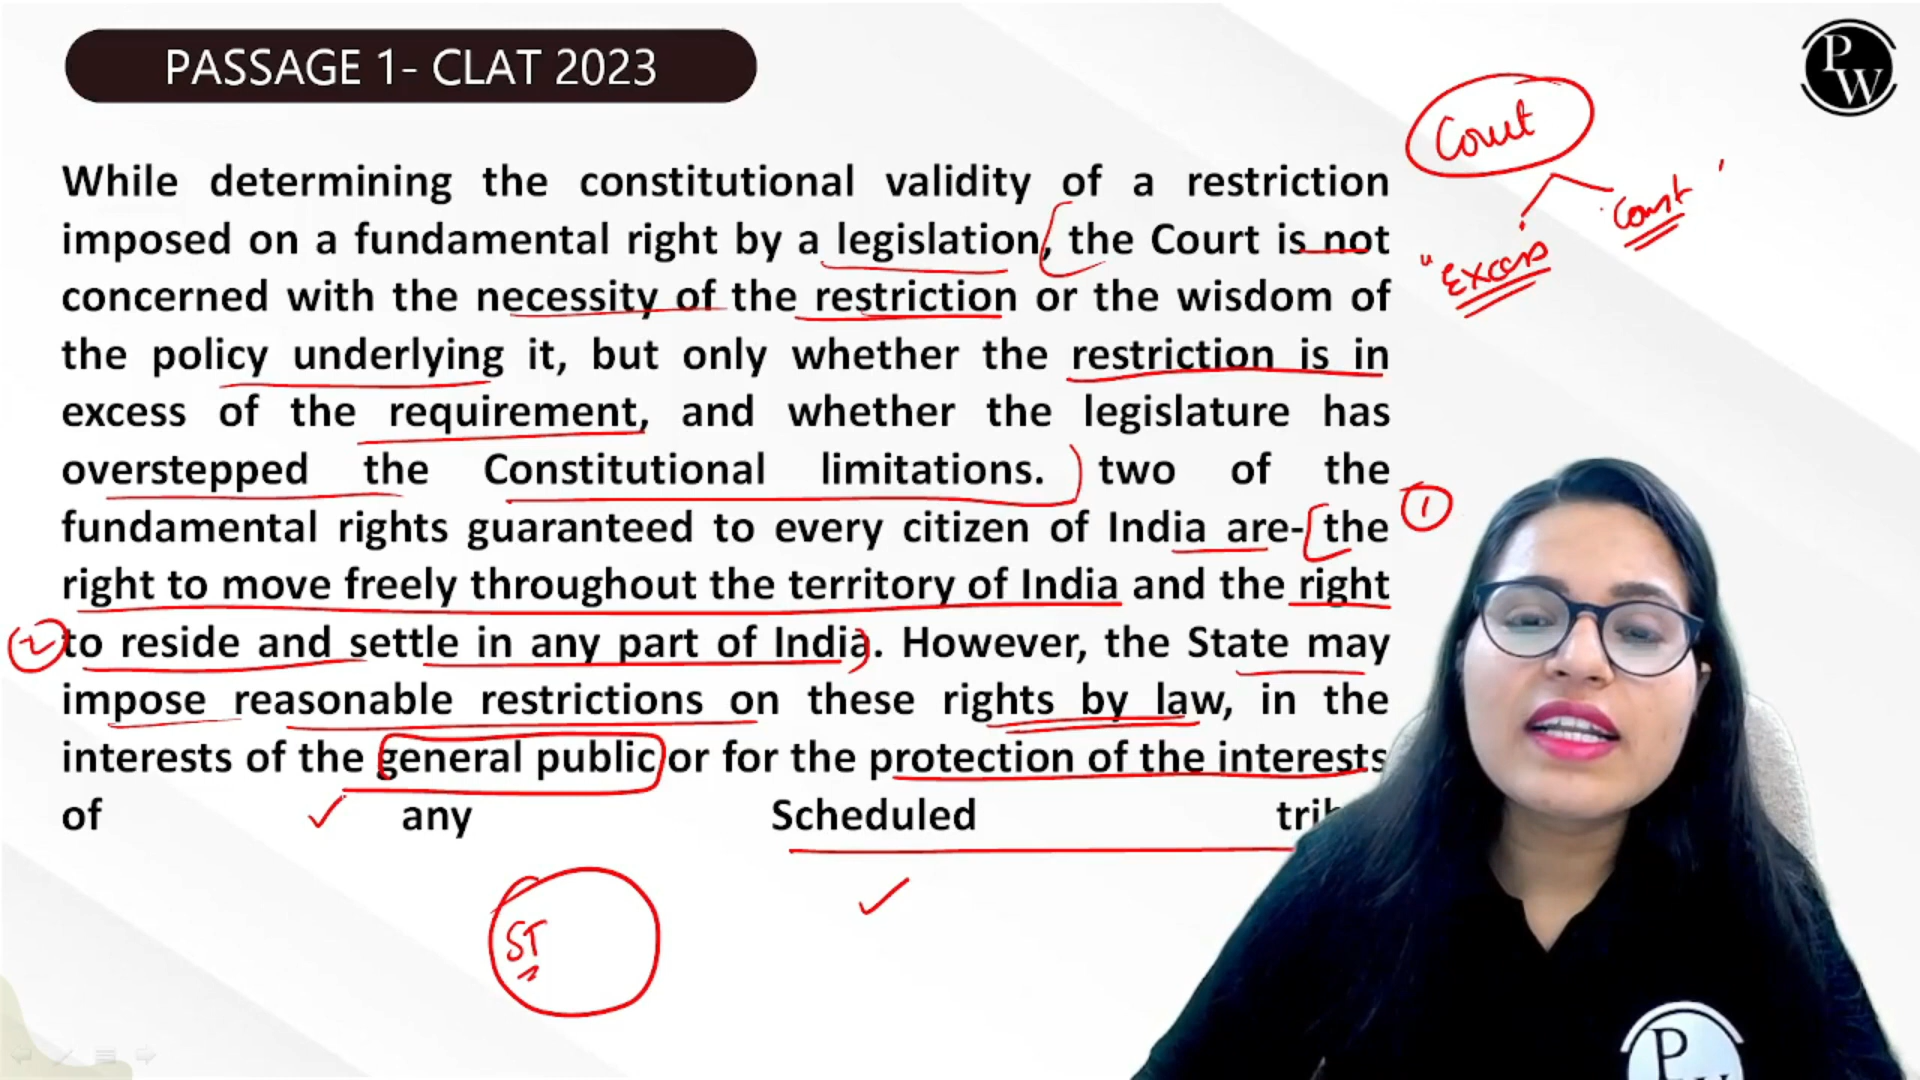 PASSAGE 1- CLAT 2023
PW
While determining the constitutional validity of a restriction
imposed on a fundamental right by a legislation, the Court is not
concerned with the necessity of the restriction or the wisdom of
the policy underlying it, but only whether the restriction is in
excess of the requirement, and whether the legislature has
overstepped the Constitutional limitations. two of the
fundamental rights guaranteed to every citizen of India are- the
right to move freely throughout the territory of India and the right
to reside and settle in any part of India. However, the State may
impose reasonable restrictions on these rights by law, in the
interests of the general public or for the protection of the interests
of any Scheduled
Court
"Excess
Const
1
2
ST
P